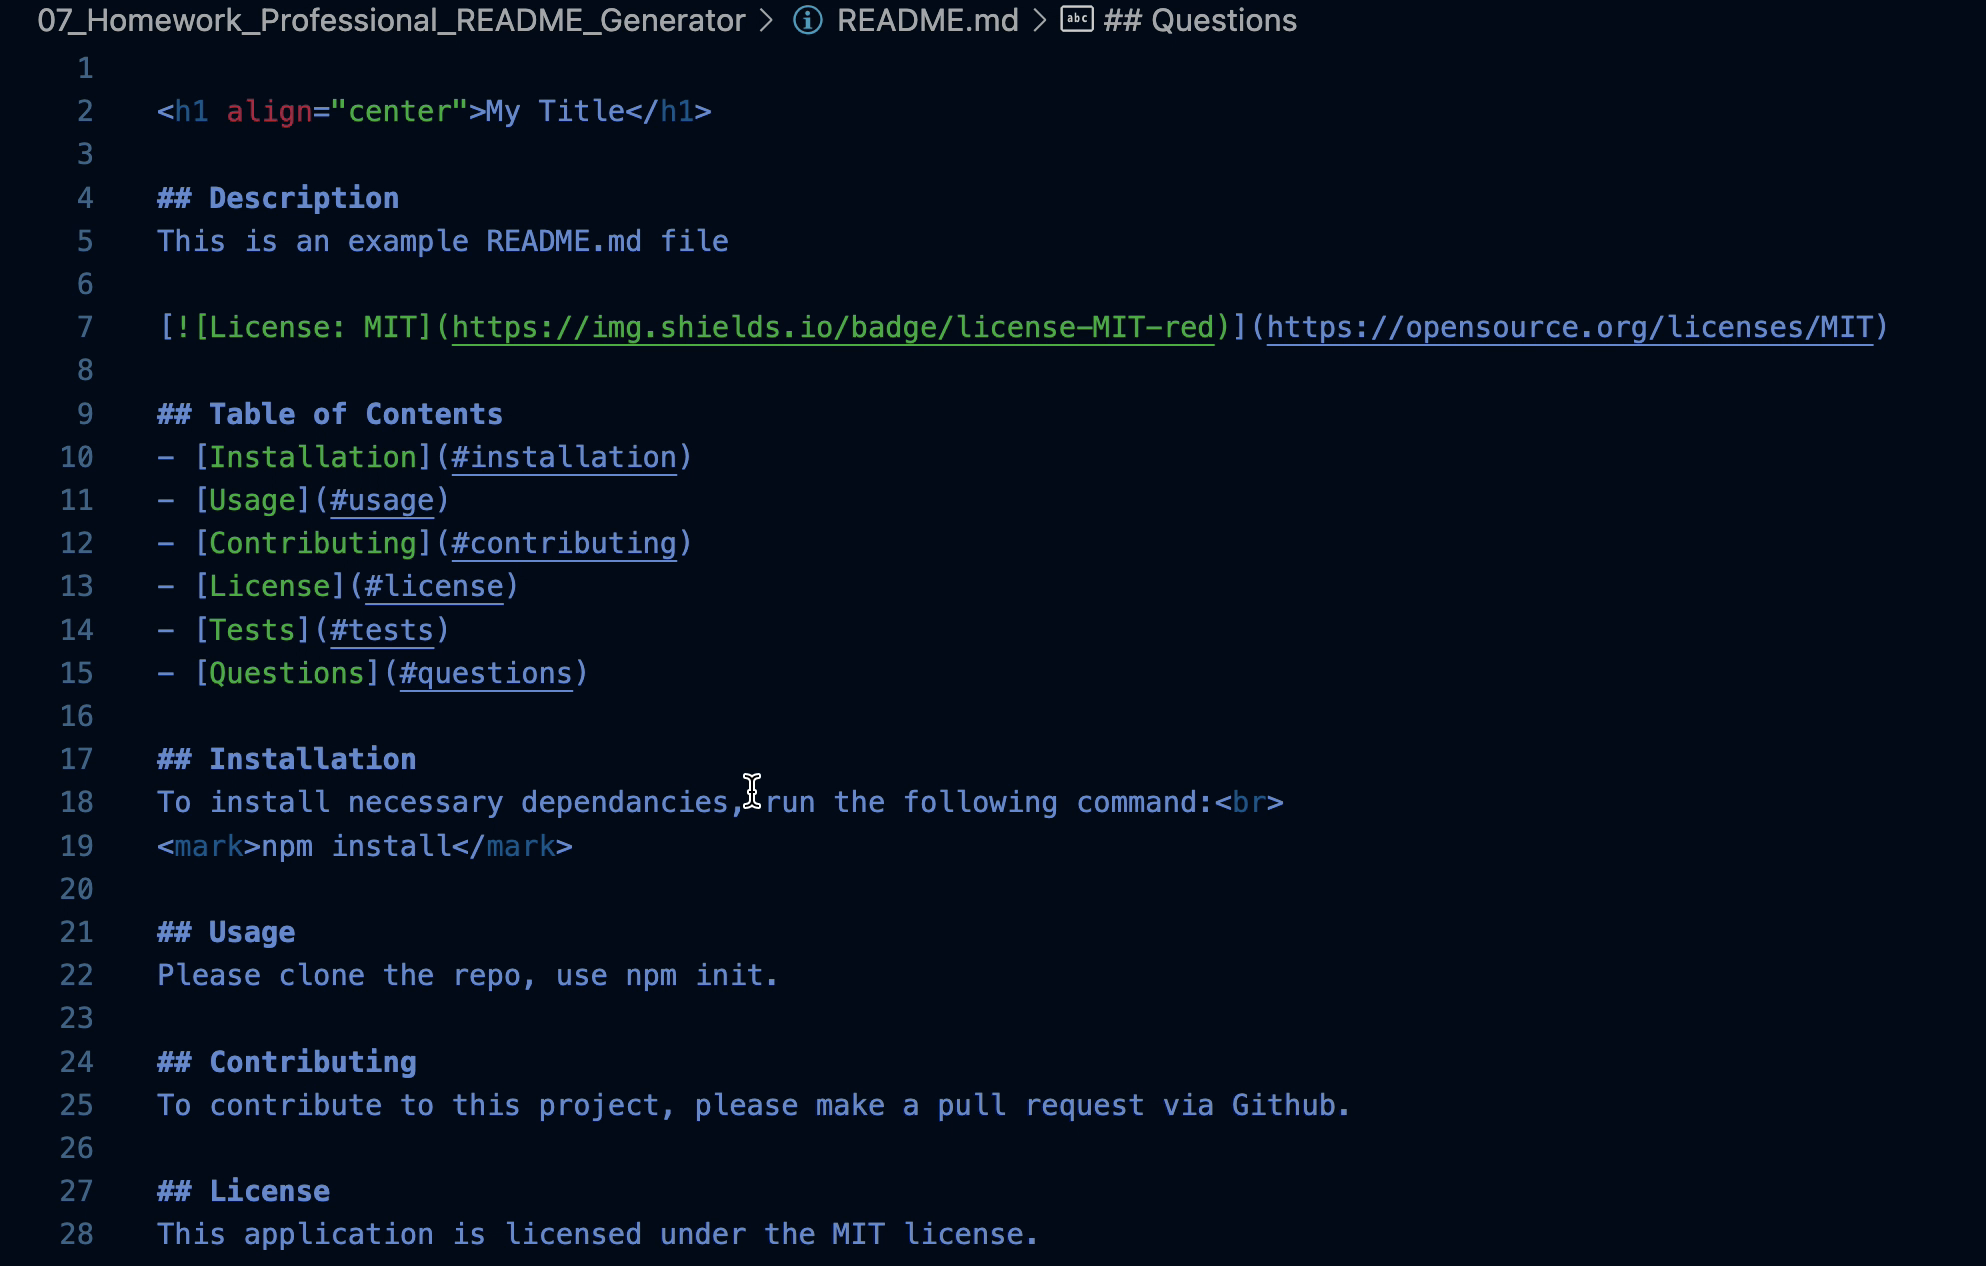 07_Homework_Professional_README_Generator > README.md > abc ## Questions
1
2 <h1 align="center">My Title</h1>
3
4 ## Description
5 This is an example README.md file
6
7 [![License: MIT](https://img.shields.io/badge/license-MIT-red)](https://opensource.org/licenses/MIT)
8
9 ## Table of Contents
10 - [Installation](#installation)
11 - [Usage](#usage)
12 - [Contributing](#contributing)
13 - [License](#license)
14 - [Tests](#tests)
15 - [Questions](#questions)
16
17 ## Installation
18 To install necessary dependancies, run the following command:<br>
19 <mark>npm install</mark>
20
21 ## Usage
22 Please clone the repo, use npm init.
23
24 ## Contributing
25 To contribute to this project, please make a pull request via Github.
26
27 ## License
28 This application is licensed under the MIT license.